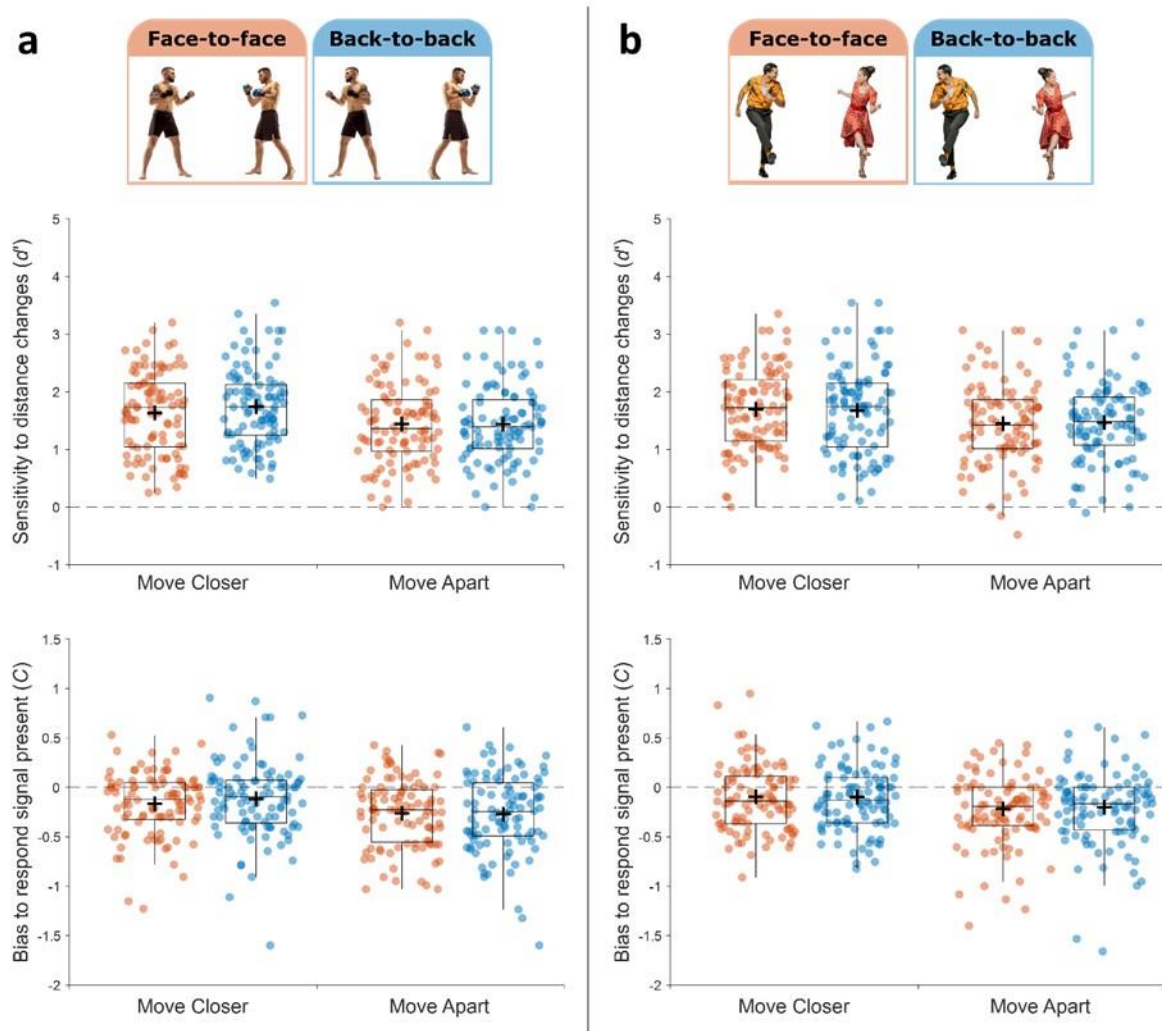 a
Face-to-face
Back-to-back
Sensitivity to distance changes (d')
5
4
3
2
1
0
-1
Move Closer
Move Apart
Bias to respond signal present (C)
1.5
1
0.5
0
-0.5
-1
-1.5
-2
Move Closer
Move Apart
b
Face-to-face
Back-to-back
Sensitivity to distance changes (d')
5
4
3
2
1
0
-1
Move Closer
Move Apart
Bias to respond signal present (C)
1.5
1
0.5
0
-0.5
-1
-1.5
-2
Move Closer
Move Apart